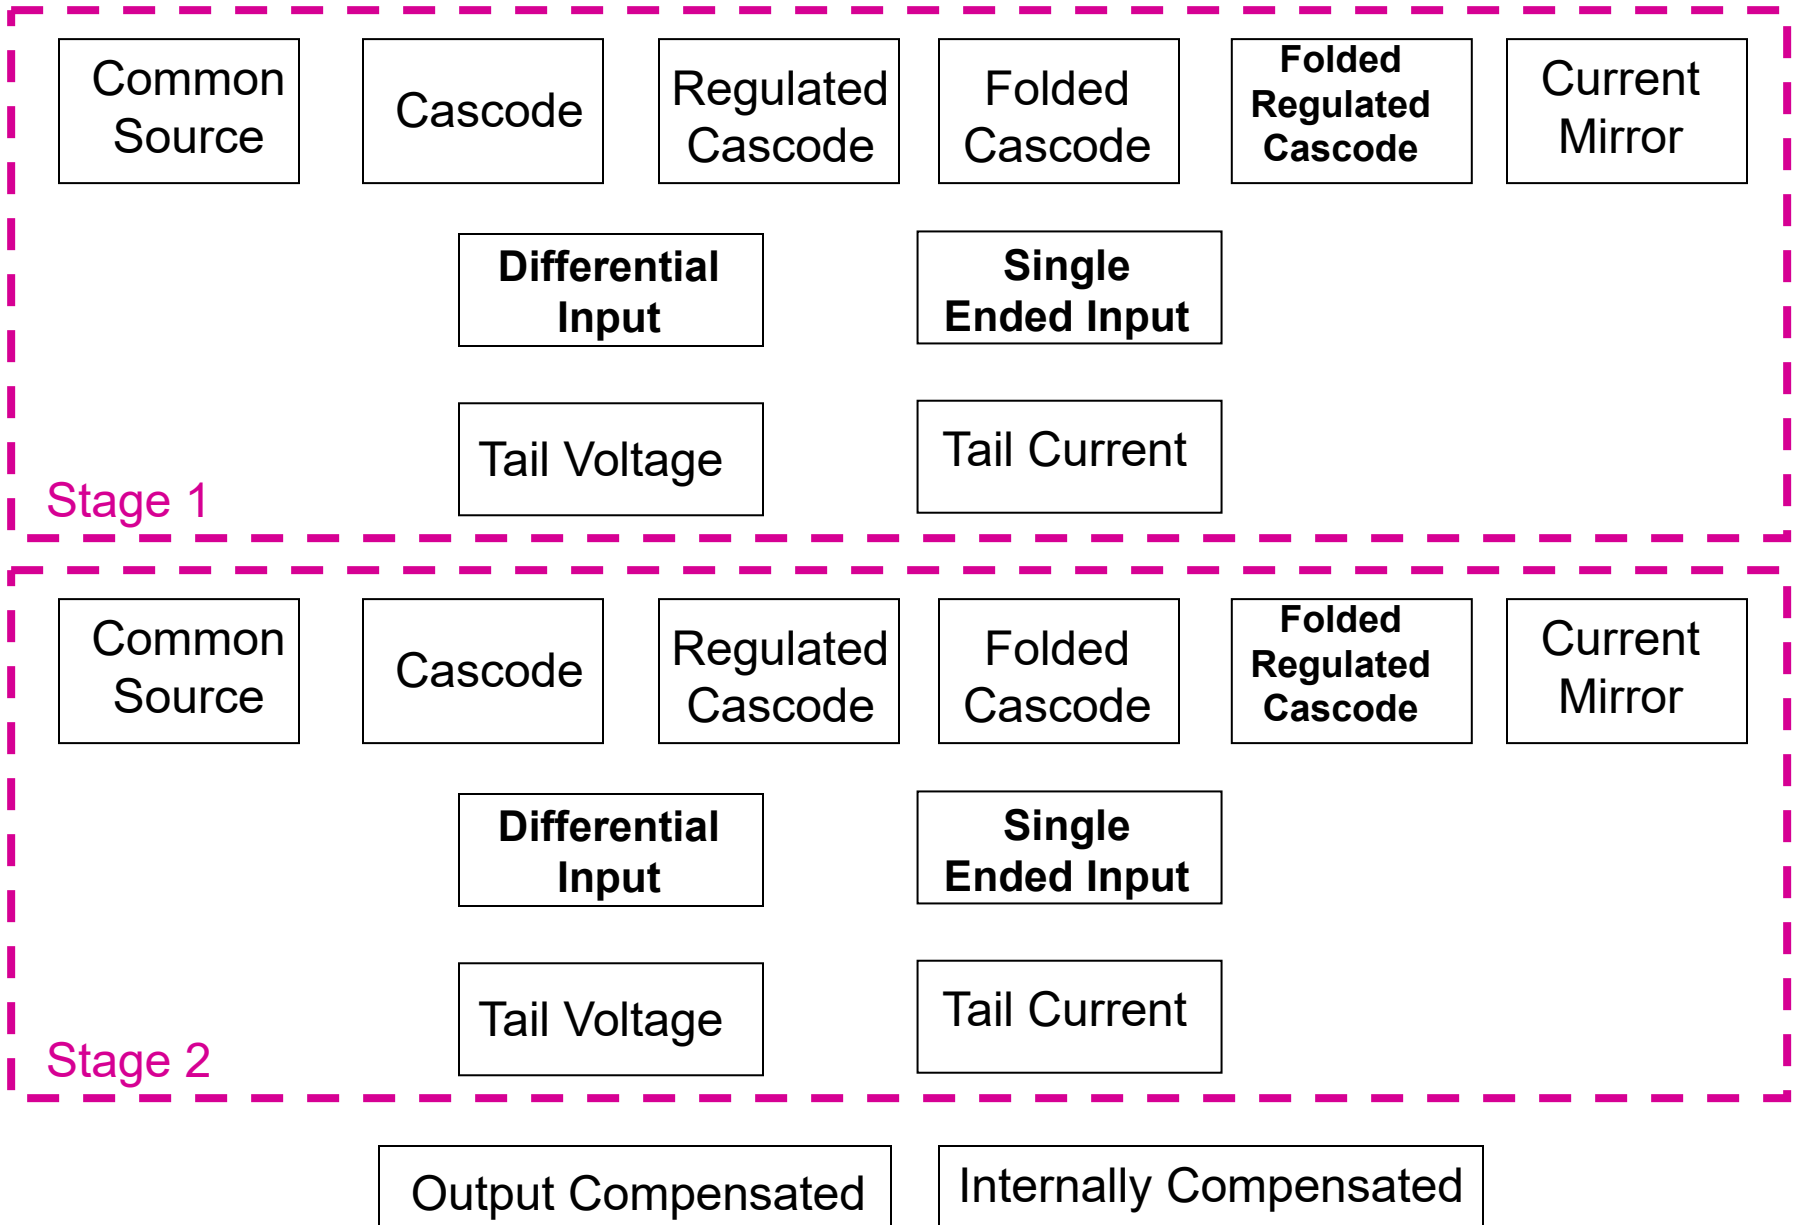 Common
Source
Cascode
Regulated
Cascode
Folded
Cascode
Folded
Regulated
Cascode
Current
Mirror
Differential
Input
Single
Ended Input
Tail Voltage
Tail Current
Stage 1
Common
Source
Cascode
Regulated
Cascode
Folded
Cascode
Folded
Regulated
Cascode
Current
Mirror
Differential
Input
Single
Ended Input
Tail Voltage
Tail Current
Stage 2
Output Compensated
Internally Compensated